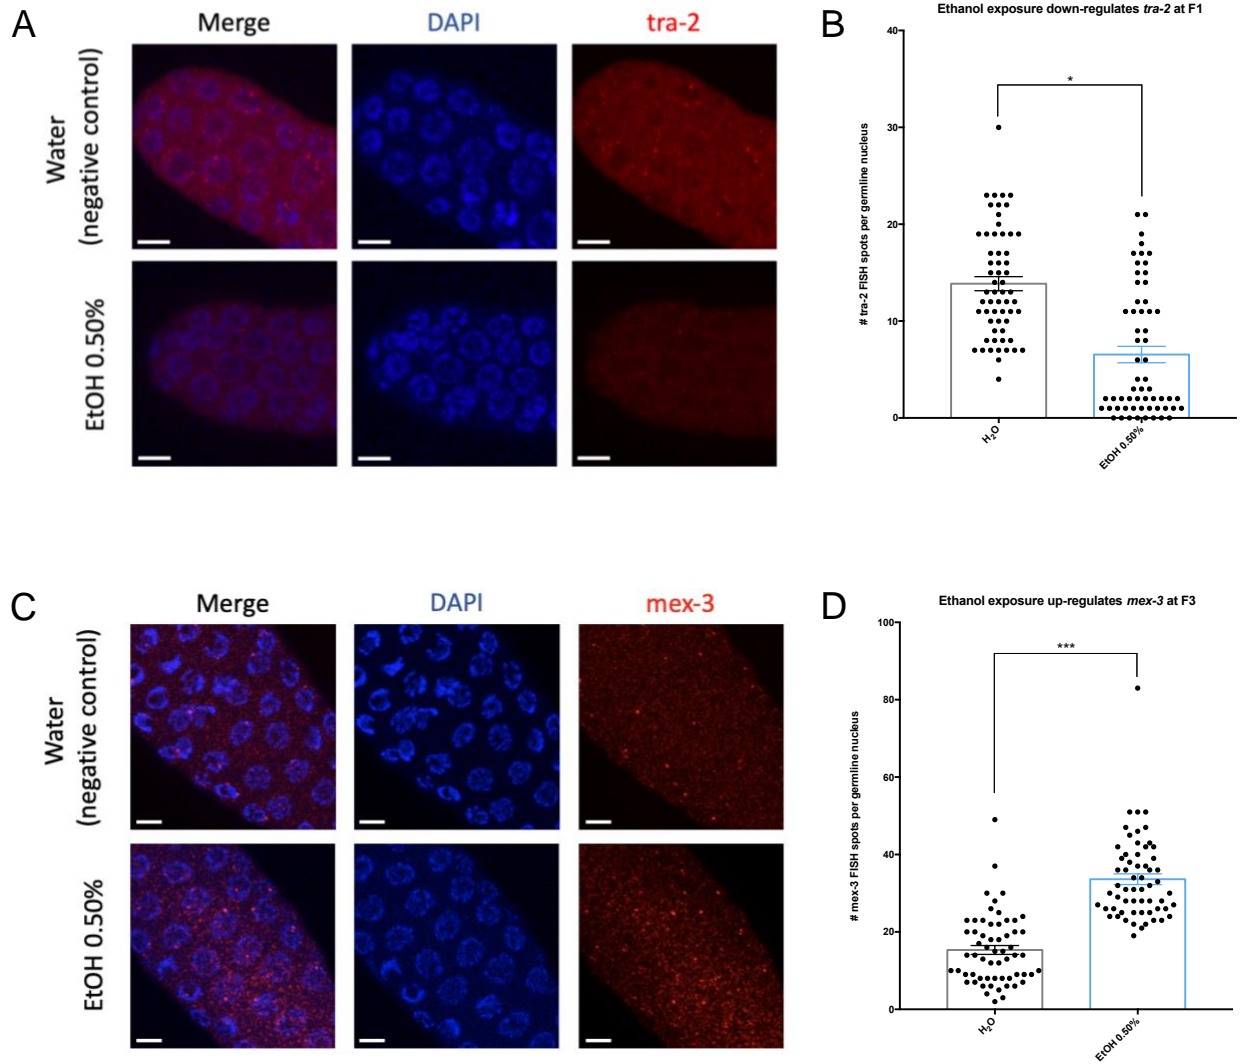 A
Merge
DAPI
tra-2
Water
(negative control)
EtOH 0.50%
B
Ethanol exposure down-regulates tra-2 at F1
# tra-2 FISH spots per germline nucleus
40
30
20
10
0
*
H₂O
EtOH 0.50%
C
Merge
DAPI
mex-3
Water
(negative control)
EtOH 0.50%
D
Ethanol exposure up-regulates mex-3 at F3
# mex-3 FISH spots per germline nucleus
100
80
60
40
20
0
***
H₂O
EtOH 0.50%